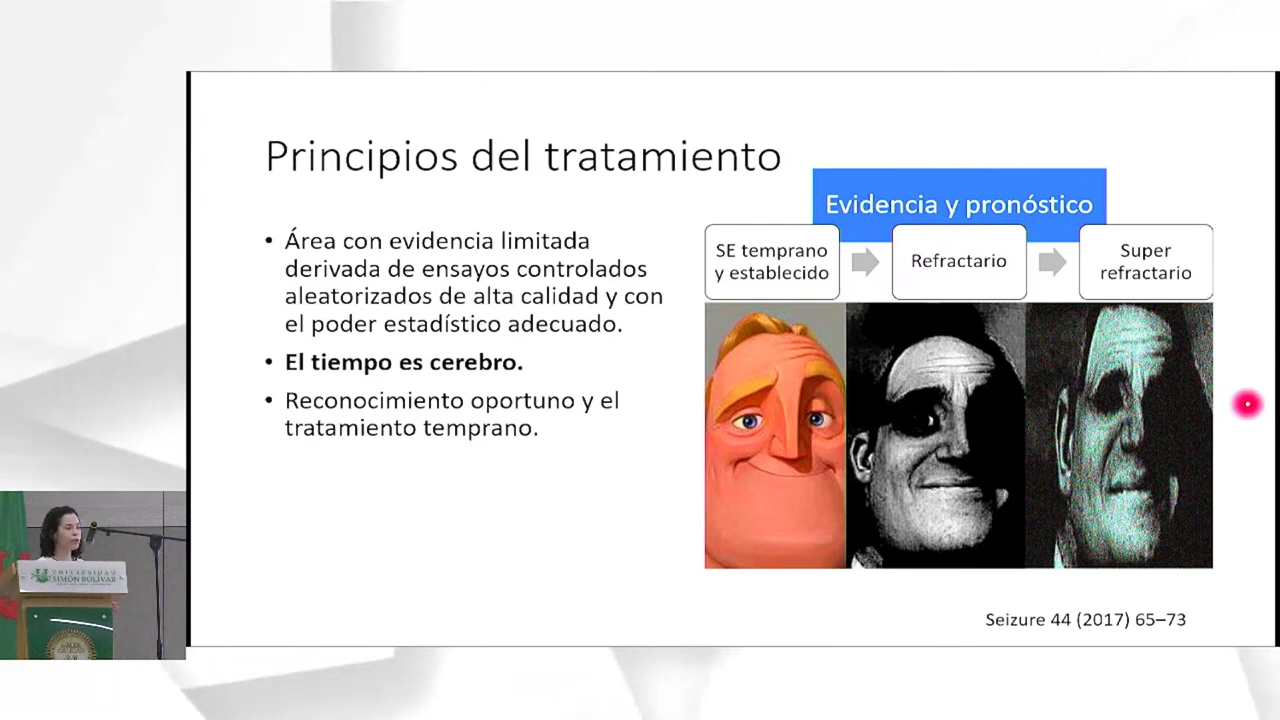 Principios del tratamiento
Evidencia y pronóstico
• Área con evidencia limitada
derivada de ensayos controlados
aleatorizados de alta calidad y con
el poder estadístico adecuado.
• El tiempo es cerebro.
• Reconocimiento oportuno y el
tratamiento temprano.
SE temprano
y establecido
Refractario
Super
refractario
Seizure 44 (2017) 65–73
UNIVERSIDAD
SIMÓN BOLÍVAR